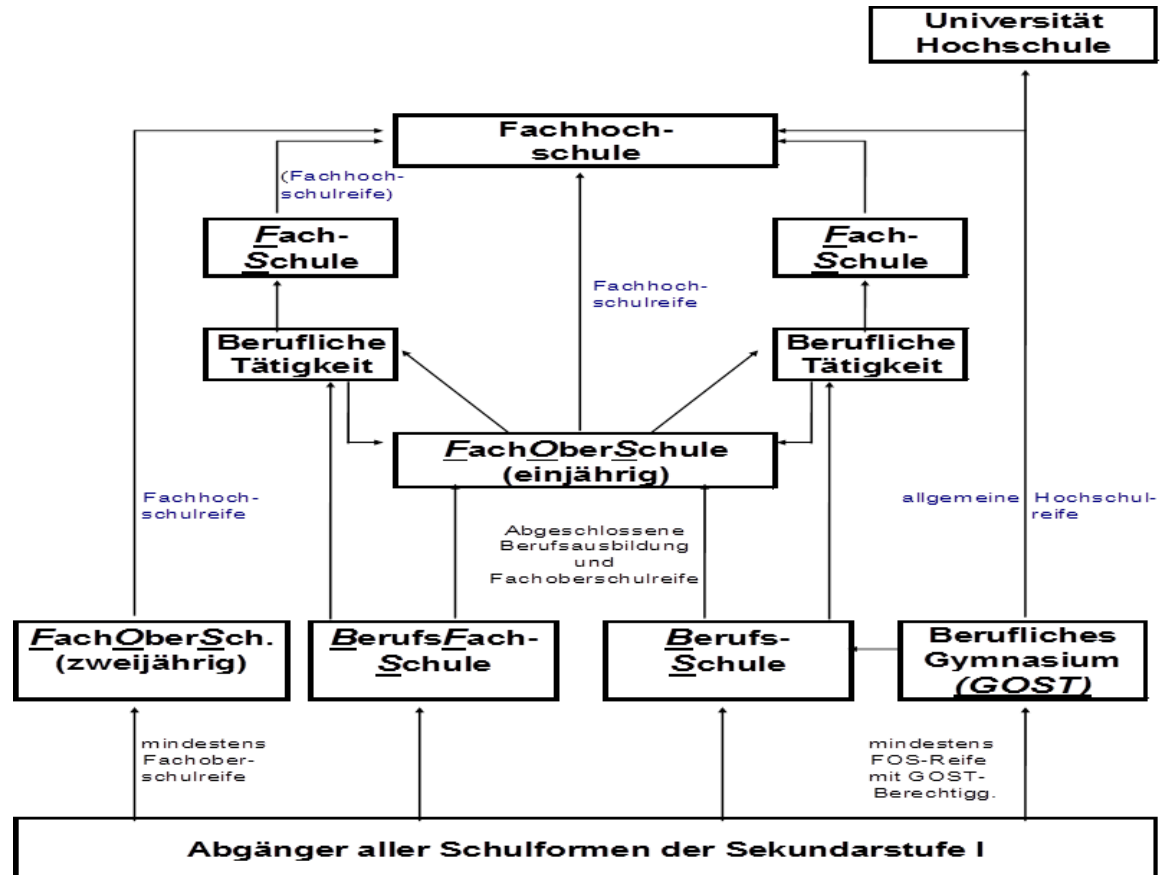 Universität
Hochschule
Fachhoch-
schule
(Fachhoch-
schulreife)
Fach-
Schule
Fach-
Schule
Fachhoch-
schulreife
Berufliche
Tätigkeit
Berufliche
Tätigkeit
FachOberSchule
(einjährig)
Fachhoch-
schulreife
allgemeine Hochschul-
reife
Abgeschlossene
Berufsausbildung
und
Fachoberschulreife
FachOberSch.
(zweijährig)
BerufsFach-
Schule
Berufs-
Schule
Berufliches
Gymnasium
(GOST)
mindestens
Fachober-
schulreife
mindestens
FOS-Reife
mit GOST-
Berechtigg.
Abgänger aller Schulformen der Sekundarstufe I